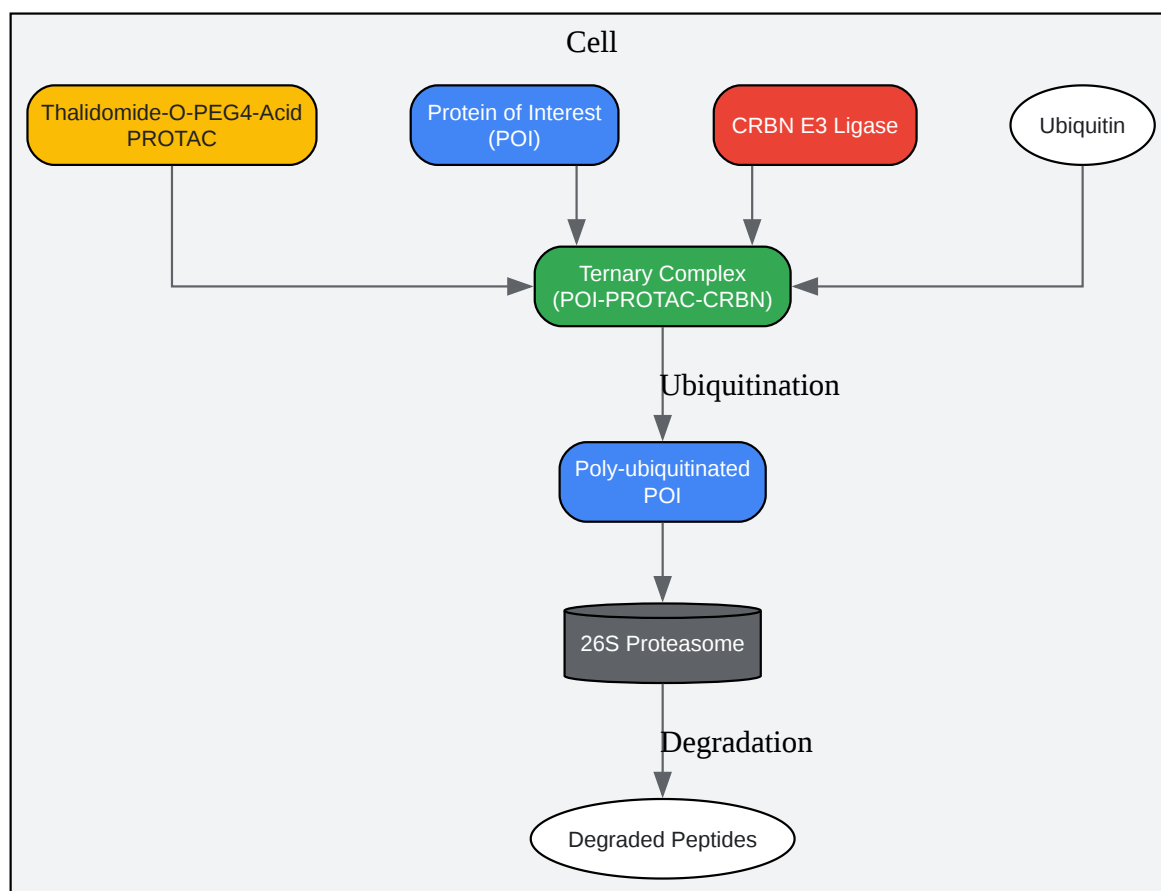 Cell
Thalidomide-O-PEG4-Acid
PROTAC
Protein of Interest
(POI)
CRBN E3 Ligase
Ubiquitin
Ternary Complex
(POI-PROTAC-CRBN)
Ubiquitination
Poly-ubiquitinated
POI
26S Proteasome
Degradation
Degraded Peptides